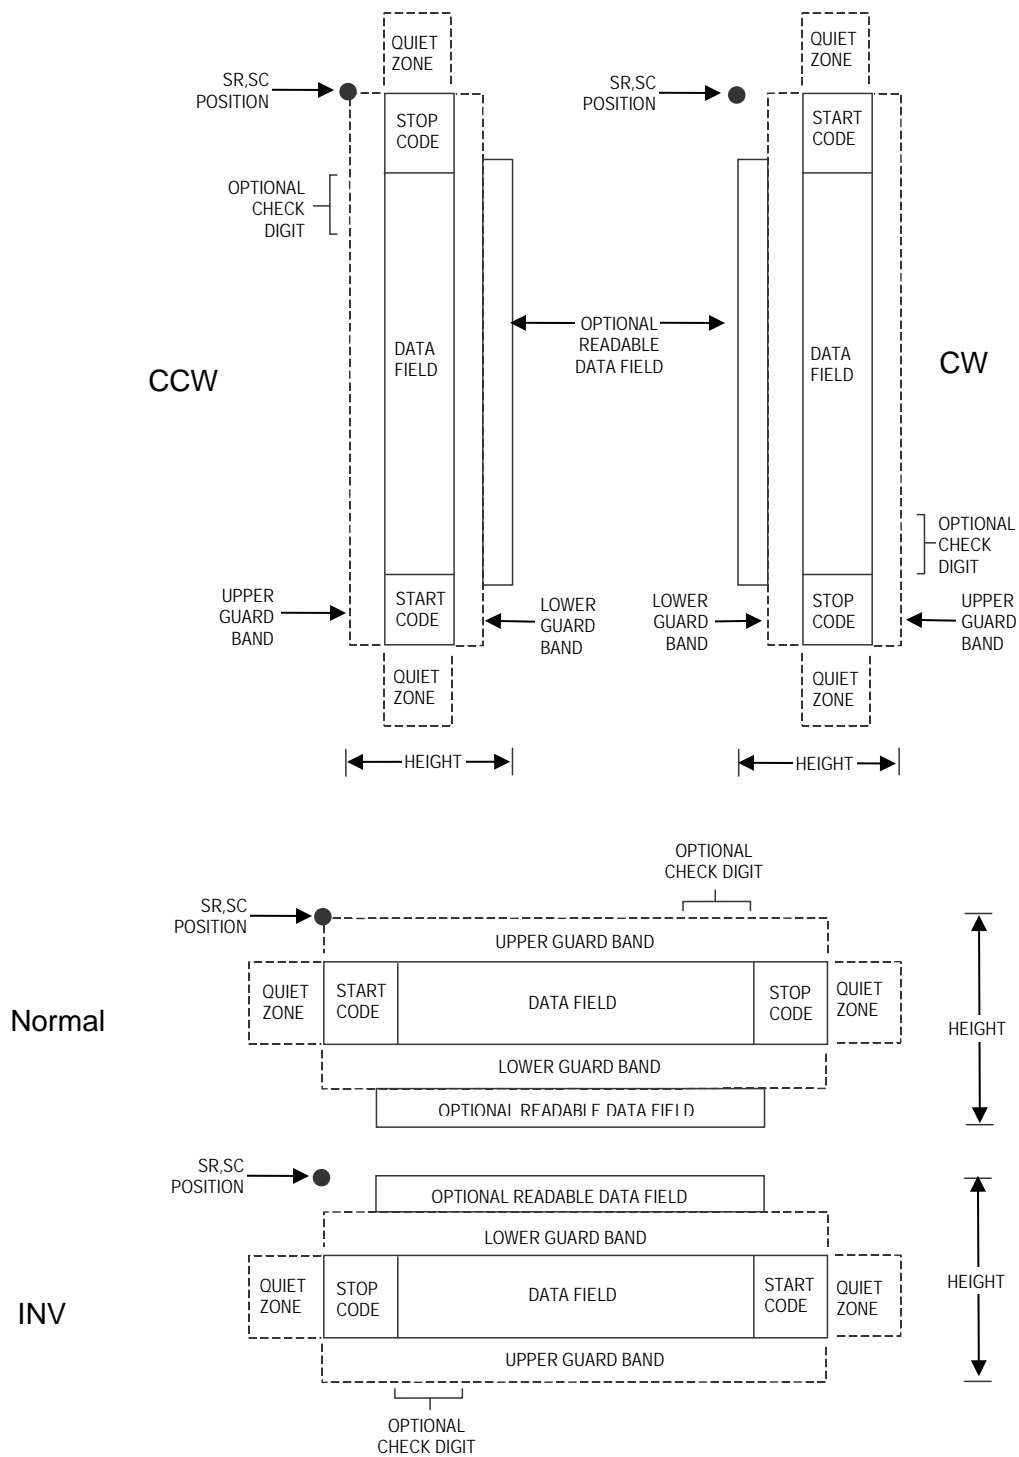 QUIET
ZONE
QUIET
ZONE
SR,SC
POSITION
SR,SC
POSITION
STOP
CODE
START
CODE
OPTIONAL
CHECK
DIGIT
OPTIONAL
READABLE
DATA FIELD
DATA
FIELD
DATA
FIELD
CCW
CW
OPTIONAL
CHECK
DIGIT
UPPER
GUARD
BAND
START
CODE
LOWER
GUARD
BAND
LOWER
GUARD
BAND
STOP
CODE
UPPER
GUARD
BAND
QUIET
ZONE
QUIET
ZONE
HEIGHT
HEIGHT
OPTIONAL
CHECK DIGIT
SR,SC
POSITION
UPPER GUARD BAND
Normal
QUIET
ZONE
START
CODE
DATA FIELD
STOP
CODE
QUIET
ZONE
HEIGHT
LOWER GUARD BAND
OPTIONAL READABLE DATA FIELD
SR,SC
POSITION
OPTIONAL READABLE DATA FIELD
LOWER GUARD BAND
INV
QUIET
ZONE
STOP
CODE
DATA FIELD
START
CODE
QUIET
ZONE
HEIGHT
UPPER GUARD BAND
OPTIONAL
CHECK DIGIT